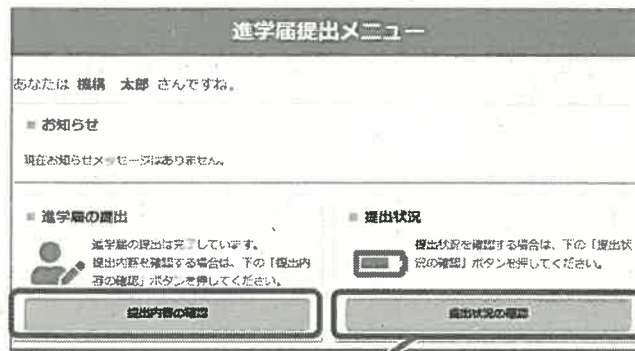 進学届提出メニュー
あなたは 機構 太郎 さんですね。
お知らせ
現在お知らせメッセージはありません。
進学届の提出
進学届の提出は完了しています。
提出内容を確認する場合は、下の「提出内
容の確認」ボタンを押してください。
提出内容の確認
提出状況
提出状況を確認する場合は、下の「提出状
況の確認」ボタンを押してください。
提出状況の確認